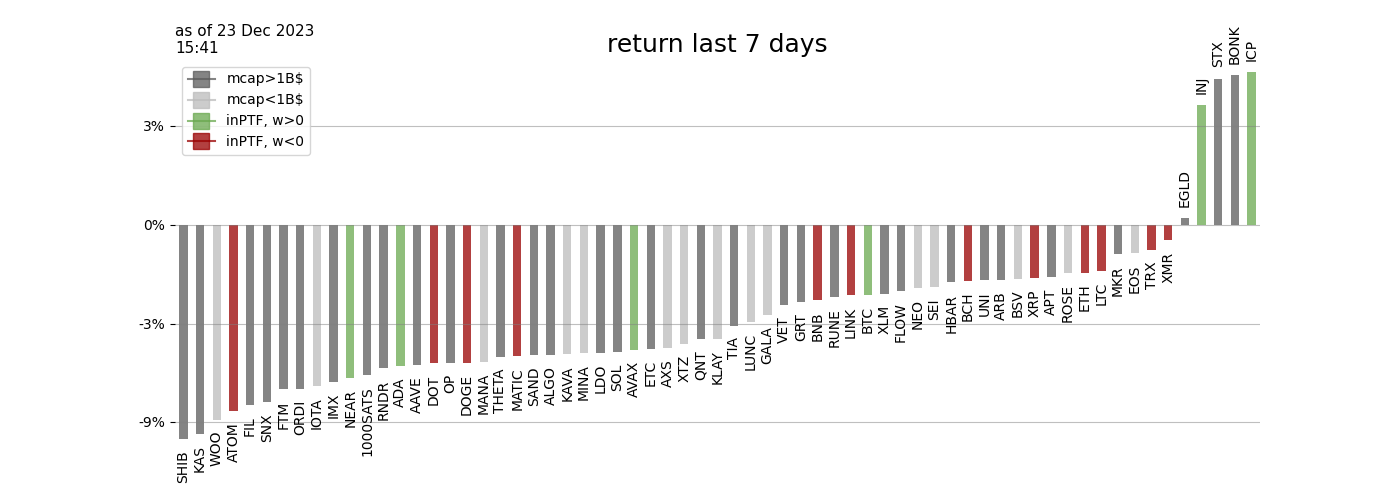 as of 23 Dec 2023
15:41
return last 7 days
mcap>1B$
mcap<1B$
inPTF, w>0
inPTF, w<0
3%
0%
-3%
-9%
SHIB
KAS
WOO
ATOM
FIL
SNX
FTM
ORDI
IOTA
IMX
NEAR
1000SATS
RNDR
ADA
AAVE
DOT
OP
DOGE
MANA
THETA
MATIC
SAND
ALGO
KAVA
MINA
LDO
SOL
AVAX
ETC
AXS
XTZ
QNT
KLAY
TIA
LUNC
GALA
VET
GRT
BNB
RUNE
LINK
BTC
XLM
FLOW
NEO
SEI
HBAR
BCH
UNI
ARB
BSV
XRP
APT
ROSE
ETH
LTC
MKR
EOS
TRX
XMR
EGLD
INJ
STX
BONK
ICP